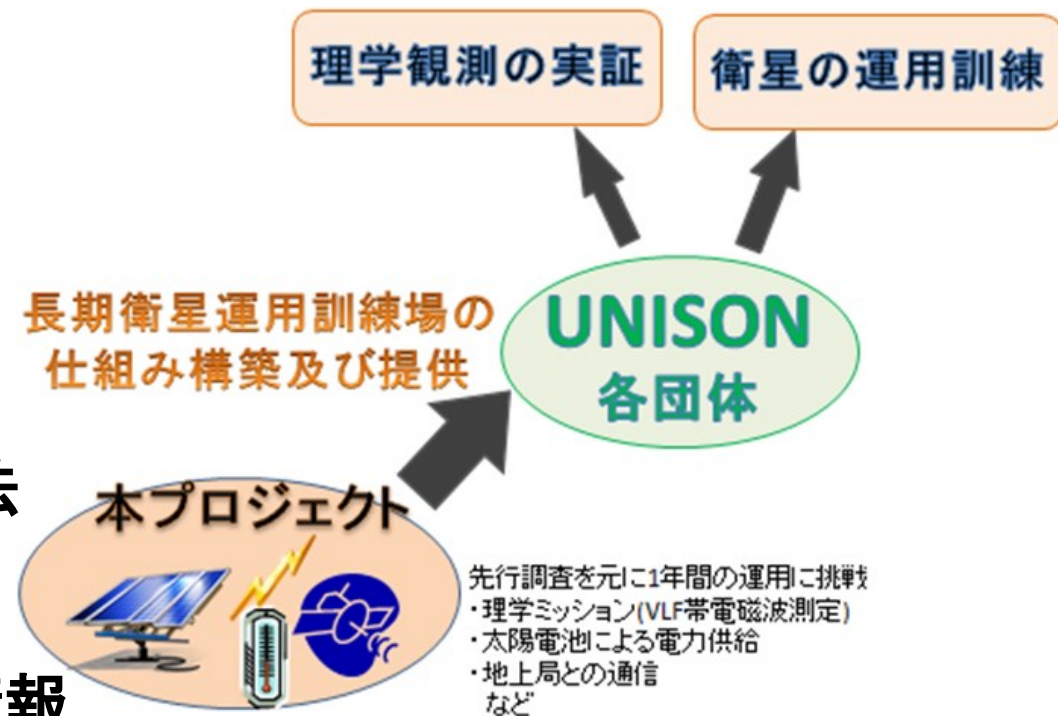 理学観測の実証
衛星の運用訓練
長期衛星運用訓練場の
仕組み構築及び提供
UNISON
各団体
本プロジェクト
先行調査を元に1年間の運用に挑戦
・理学ミッション(VLF帯電磁波測定)
・太陽電池による電力供給
・地上局との通信
など